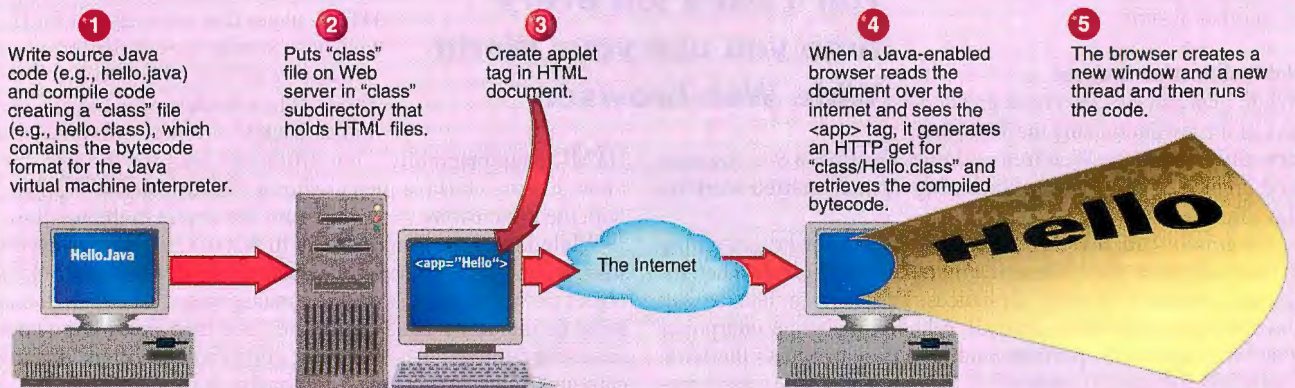 *1
Write source Java
code (e.g., hello.java)
and compile code
creating a "class" file
(e.g., hello.class), which
contains the bytecode
format for the Java
virtual machine interpreter.
Hello.Java
2
Puts "class"
file on Web
server in "class"
subdirectory that
holds HTML files.
3
Create applet
tag in HTML
document.
<app="Hello">
The Internet
*4
When a Java-enabled
browser reads the
document over the
Internet and sees the
<app> tag, it generates
an HTTP get for
"class/Hello.class" and
retrieves the compiled
bytecode.
*5
The browser creates a
new window and a new
thread and then runs
the code.
Hello